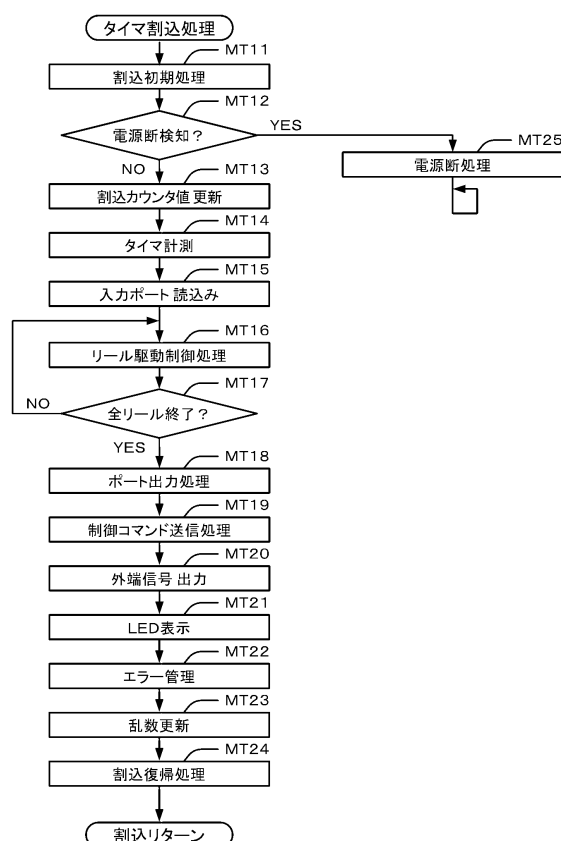 タイマ割込処理
MT11
割込初期処理
MT12
電源断検知？
YES
MT25
電源断処理
NO
MT13
割込カウンタ値 更新
MT14
タイマ計測
MT15
入力ポート 読込み
MT16
リール駆動制御処理
MT17
NO
全リール終了？
YES
MT18
ポート出力処理
MT19
制御コマンド送信処理
MT20
外端信号 出力
MT21
LED表示
MT22
エラー管理
MT23
乱数更新
MT24
割込復帰処理
割込リターン